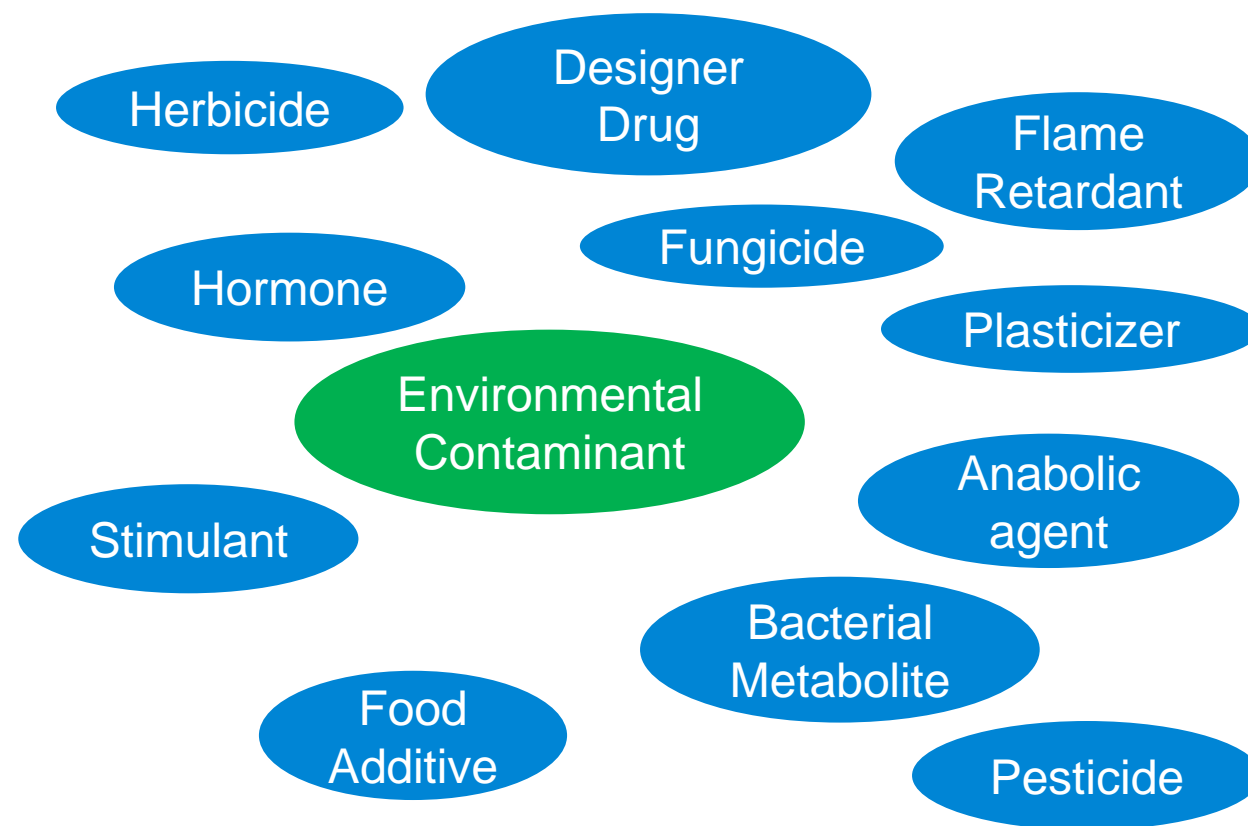 Designer
Drug
Herbicide
Flame
Retardant
Fungicide
Hormone
Plasticizer
Environmental
Contaminant
Anabolic
agent
Stimulant
Bacterial
Metabolite
Food
Additive
Pesticide